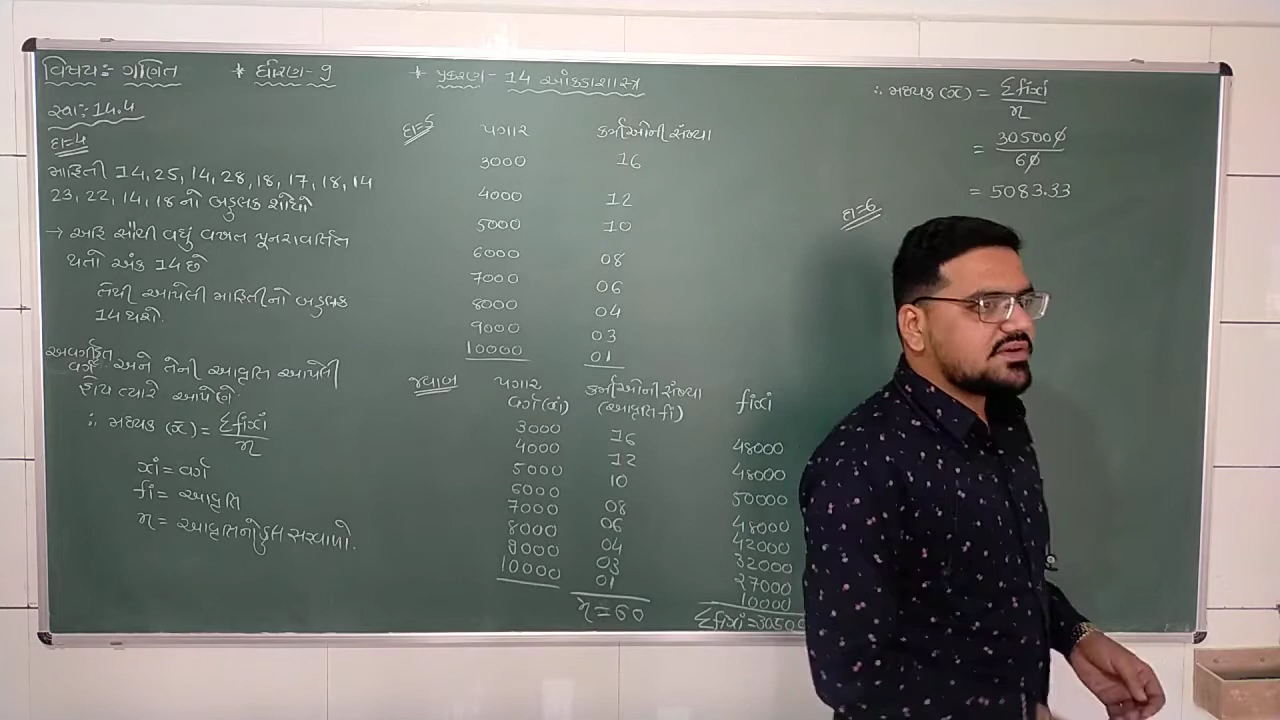 વિષય:- ગણિત * ધોરણ - 9 * પ્રકરણ - 14 આંકડાશાસ્ત્ર
સ્વા:- 14.4
દા=4
માહિતી 14, 25, 14, 28, 18, 17, 18, 14
23, 22, 14, 18 નો બહુલક શોધો
→ અહિ સૌથી વધુ વખત પુનરાવર્તિત
થતો અંક 14 છે
તેથી આપેલી માહિતીનો બહુલક
14 થશે.
અવર્ગીકૃત
વર્ગ અને તેની આવૃત્તિ આપેલી
હોય ત્યારે આપેછે
∴ મધ્યક (x̄) = Σfixi / n
xi = વર્ગ
fi = આવૃત્તિ
n = આવૃત્તિનો કુલ સરવાળો.
દા=5
પગાર કર્મીઓની સંખ્યા
3000 16
4000 12
5000 10
6000 08
7000 06
8000 04
9000 03
10000 01
જવાબ
પગાર કર્મીઓની સંખ્યા
વર્ગ (xi) (આવૃત્તિ fi) fixi
3000 16 48000
4000 12 48000
5000 10 50000
6000 08 48000
7000 06 42000
8000 04 32000
9000 03 27000
10000 01 10000
n = 60 Σfixi = 30500
∴ મધ્યક (x̄) = Σfixi / n
= 305000 / 60
= 5083.33
દા=6